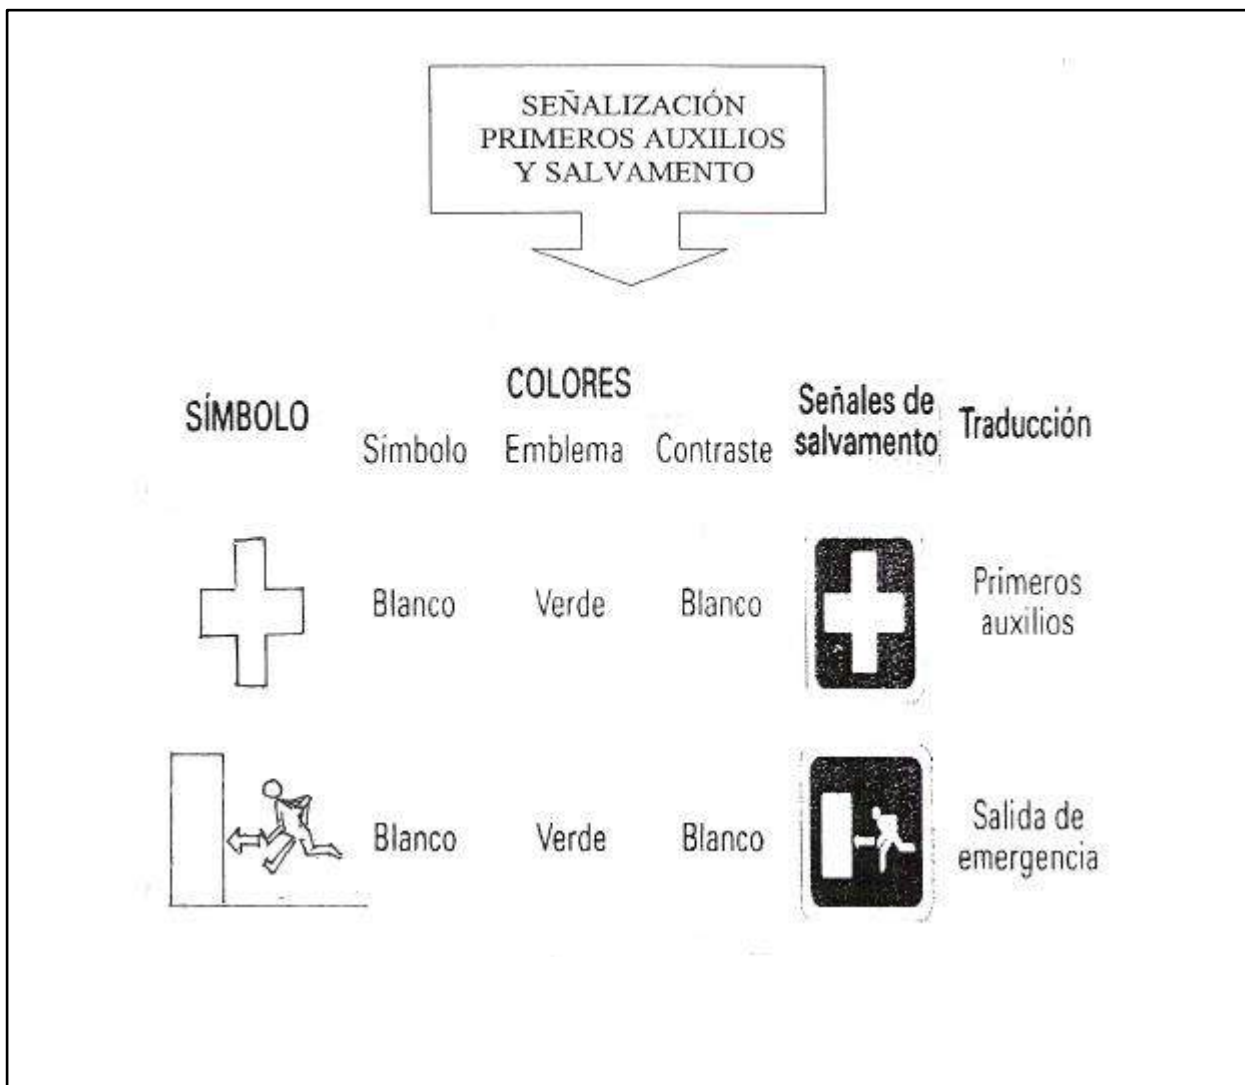 SEÑALIZACIÓN
PRIMEROS AUXILIOS
Y SALVAMENTO
SÍMBOLO
COLORES
Símbolo Emblema Contraste
Señales de
salvamento
Traducción
Blanco Verde Blanco
Primeros
auxilios
Blanco Verde Blanco
Salida de
emergencia